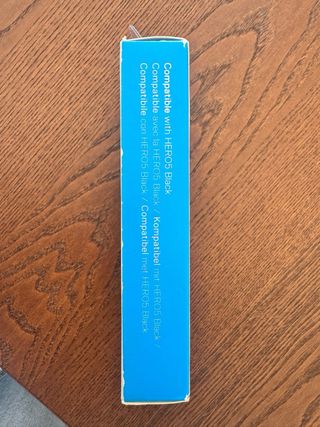 Compatible with HERO5 Black
Compatible avec la HERO5 Black / Kompatibel mit HERO5 Black /
Compatibile con HERO5 Black / Compatibel met HERO5 Black